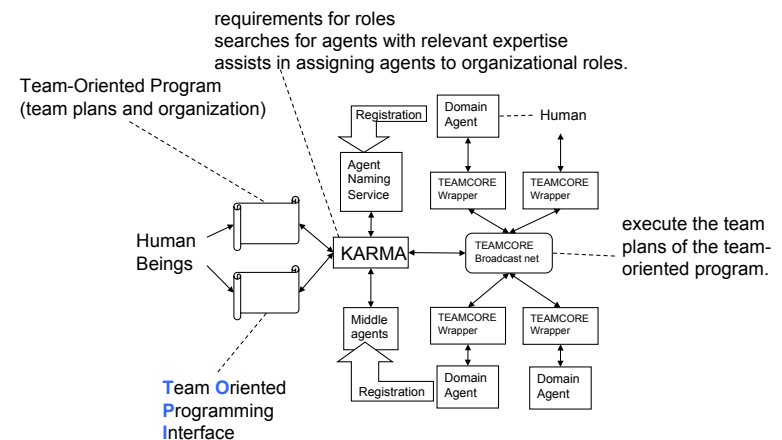 requirements for roles
searches for agents with relevant expertise
assists in assigning agents to organizational roles.
Team-Oriented Program
(team plans and organization)
Registration
Domain
Agent
Human
Agent
Naming
Service
TEAMCORE
Wrapper
TEAMCORE
Wrapper
Human
Beings
KARMA
TEAMCORE
Broadcast net
execute the team
plans of the team-
oriented program.
Middle
agents
TEAMCORE
Wrapper
TEAMCORE
Wrapper
Registration
Domain
Agent
Domain
Agent
Team Oriented
Programming
Interface